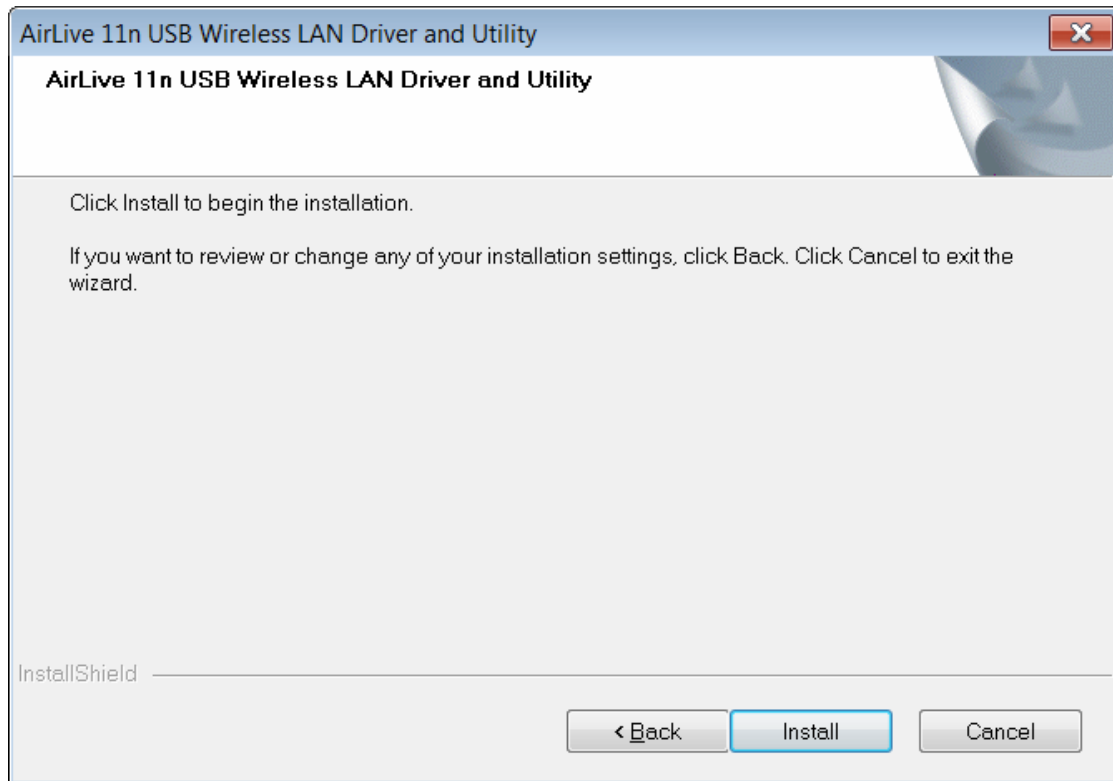 AirLive 11n USB Wireless LAN Driver and Utility
AirLive 11n USB Wireless LAN Driver and Utility
Click Install to begin the installation.
If you want to review or change any of your installation settings, click Back. Click Cancel to exit the
wizard.
InstallShield
< Back Install Cancel